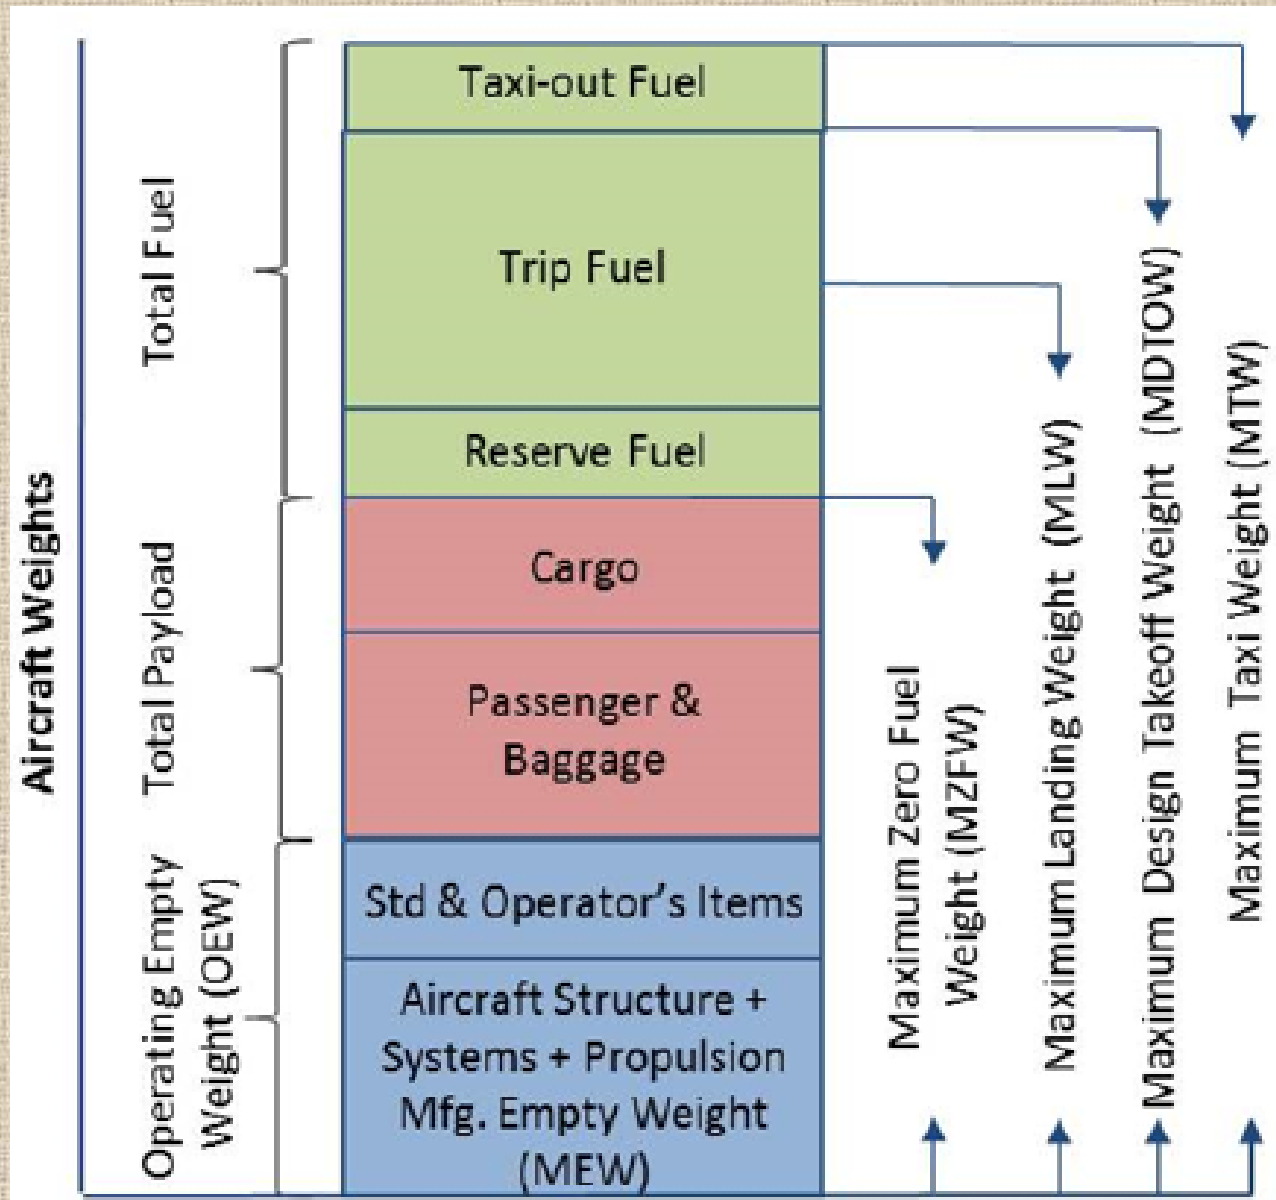 Aircraft Weights
Total Fuel
Total Payload
Operating Empty
Weight (OEW)
Taxi-out Fuel
Trip Fuel
Reserve Fuel
Cargo
Passenger &
Baggage
Std & Operator's Items
Aircraft Structure +
Systems + Propulsion
Mfg. Empty Weight
(MEW)
Maximum Zero Fuel
Weight (MZFW)
Maximum Landing Weight (MLW)
Maximum Design Takeoff Weight (MDTOW)
Maximum Taxi Weight (MTW)